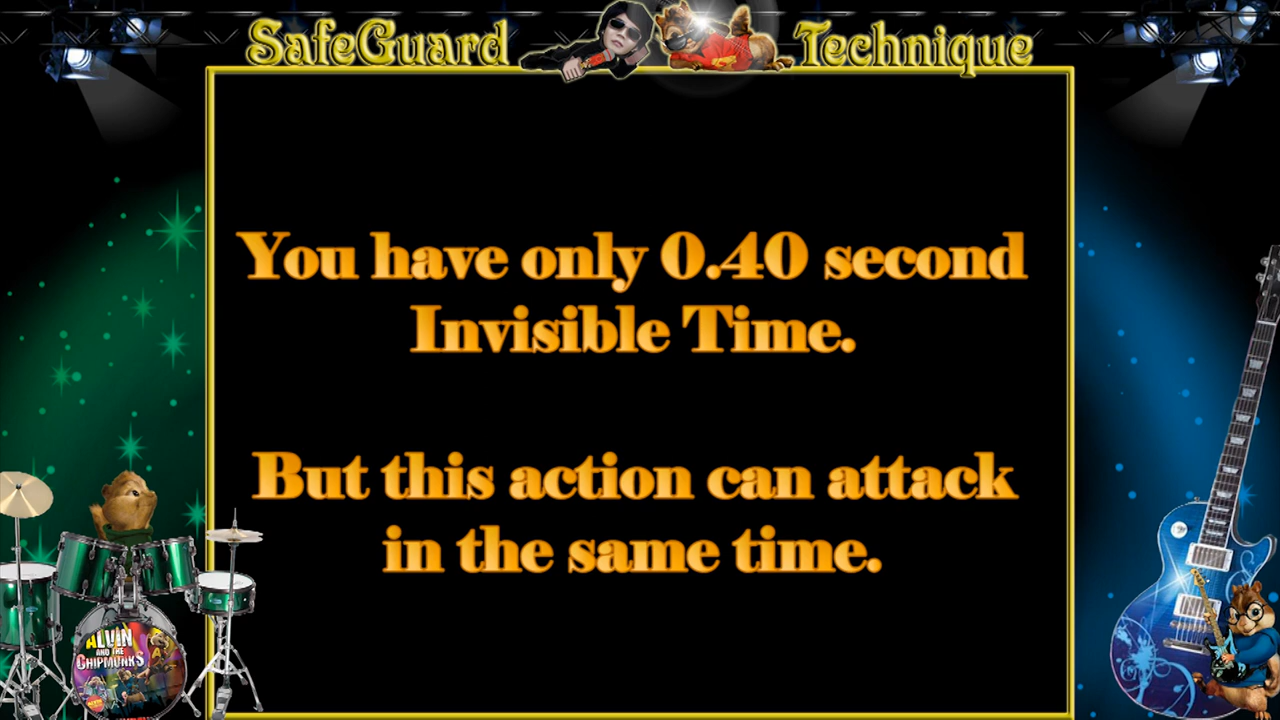 SafeGuard Technique
You have only 0.40 second
Invisible Time.
But this action can attack
in the same time.
ALVIN
AND THE
CHIPMUNKS